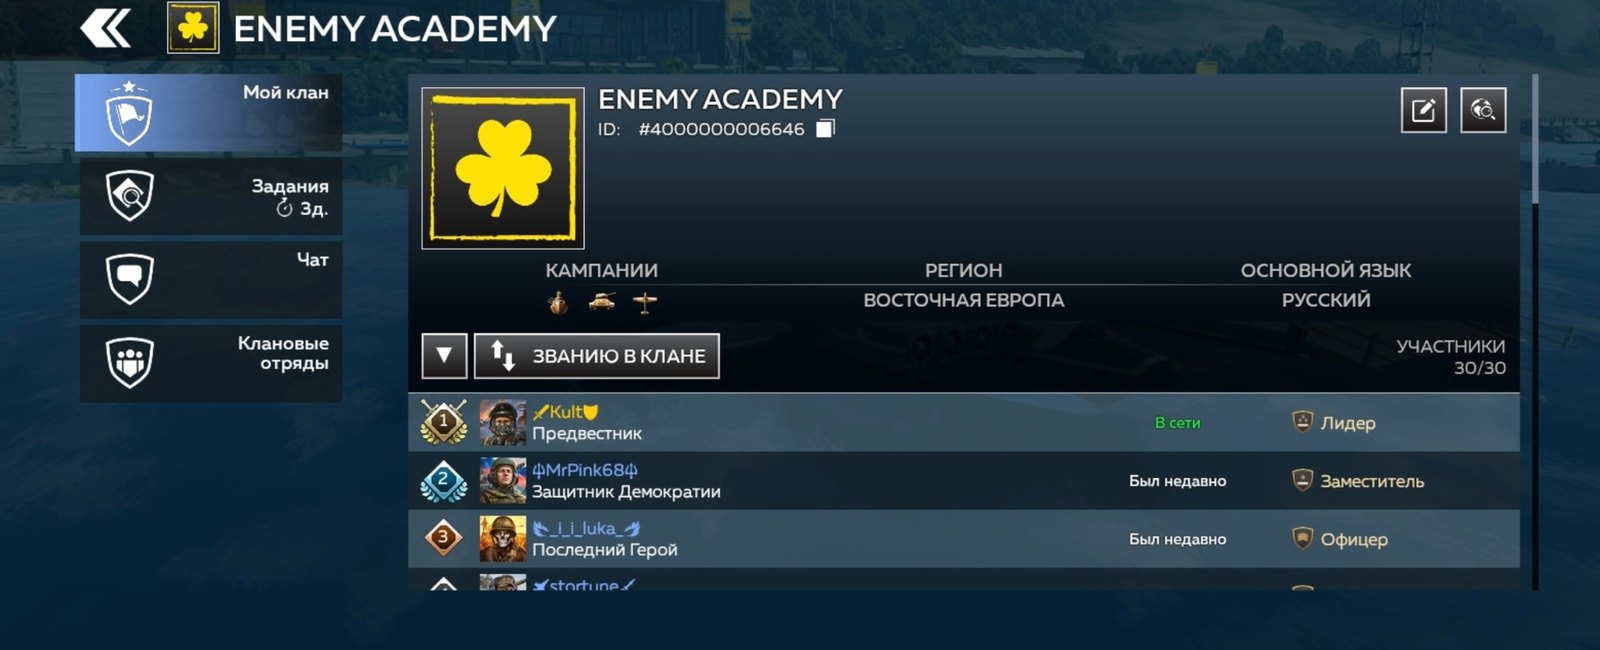 ENEMY ACADEMY
Мой клан
Задания
3д.
Чат
Клановые
отряды
ENEMY ACADEMY
ID: #4000000006646
КАМПАНИИ
РЕГИОН
ОСНОВНОЙ ЯЗЫК
ВОСТОЧНАЯ ЕВРОПА
РУССКИЙ
ЗВАНИЮ В КЛАНЕ
УЧАСТНИКИ
30/30
1
Kult
Предвестник
В сети
Лидер
2
MrPink68
Защитник Демократии
Был недавно
Заместитель
3
_i_i_luka_
Последний Герой
Был недавно
Офицер
stortune